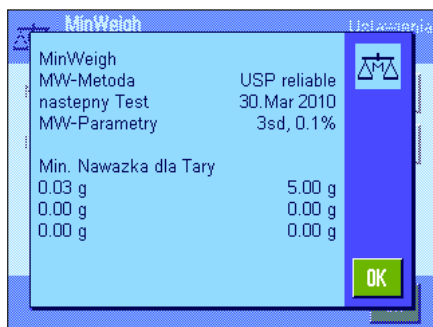 MinWeigh Ustawienia
MinWeigh
MW-Metoda USP reliable
nastepny Test 30.Mar 2010
MW-Parametry 3sd, 0.1%
Min. Nawazka dla Tary
0.03 g 5.00 g
0.00 g 0.00 g
0.00 g 0.00 g
OK